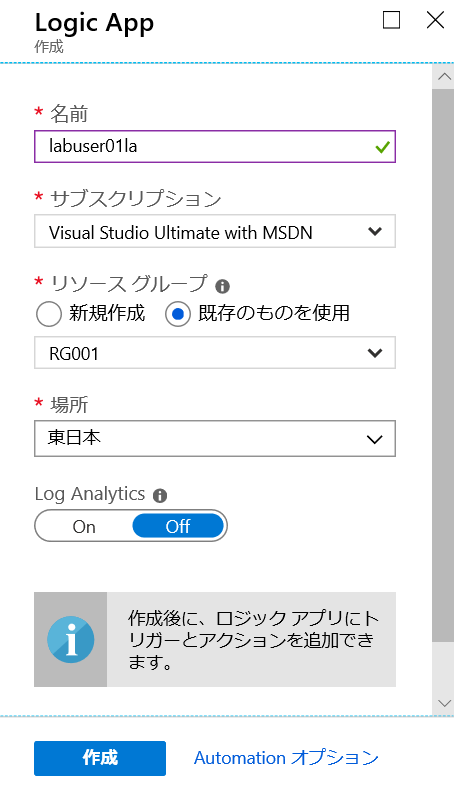 Logic App
作成
* 名前
labuser01la
* サブスクリプション
Visual Studio Ultimate with MSDN
* リソース グループ
新規作成 既存のものを使用
RG001
* 場所
東日本
Log Analytics
On Off
作成後に、ロジック アプリにト
リガーとアクションを追加でき
ます。
作成 Automation オプション